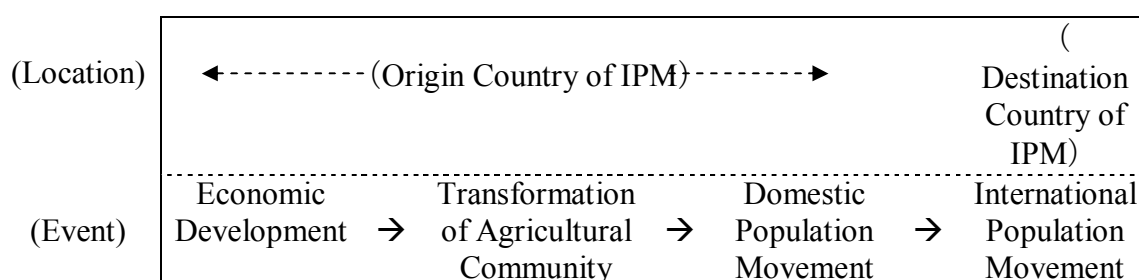 (
(Location) (Origin Country of IPM) Destination
Country of
IPM)
Economic Transformation Domestic International
(Event) Development → of Agricultural → Population → Population
Community Movement Movement